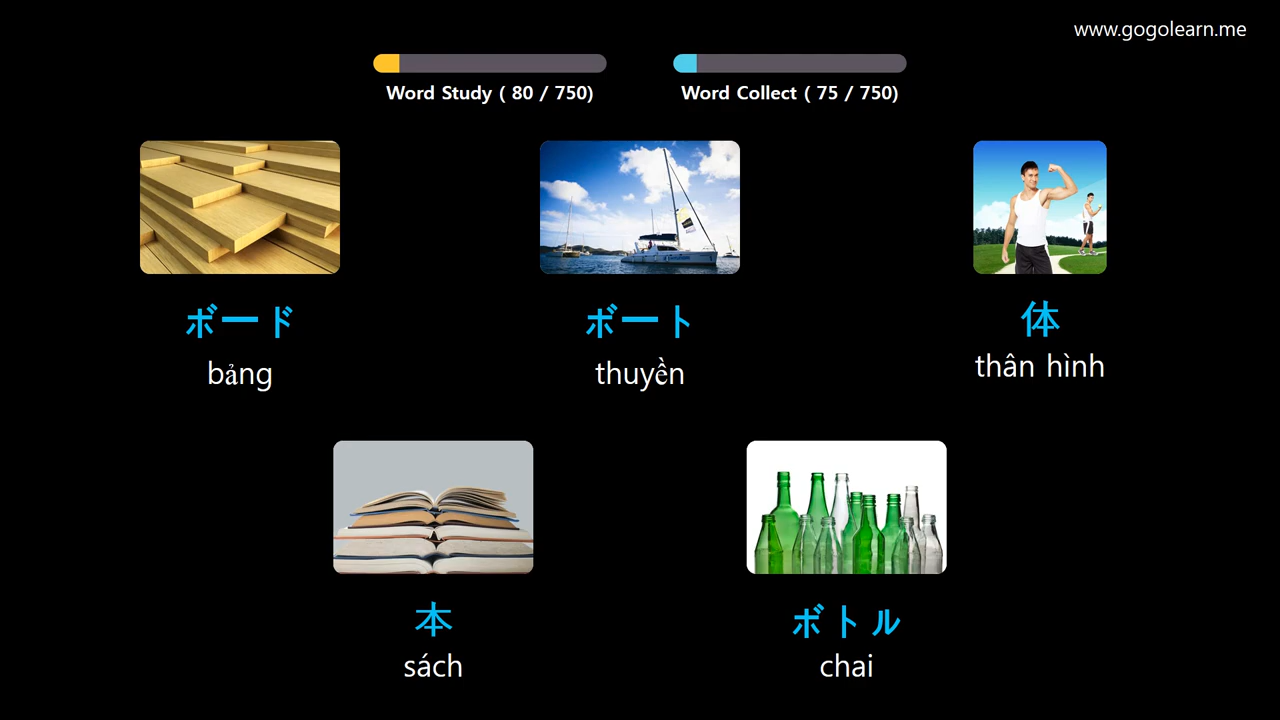 www.gogolearn.me
Word Study ( 80 / 750)
Word Collect ( 75 / 750)
ボード
bảng
ボート
thuyền
体
thân hình
本
sách
ボトル
chai